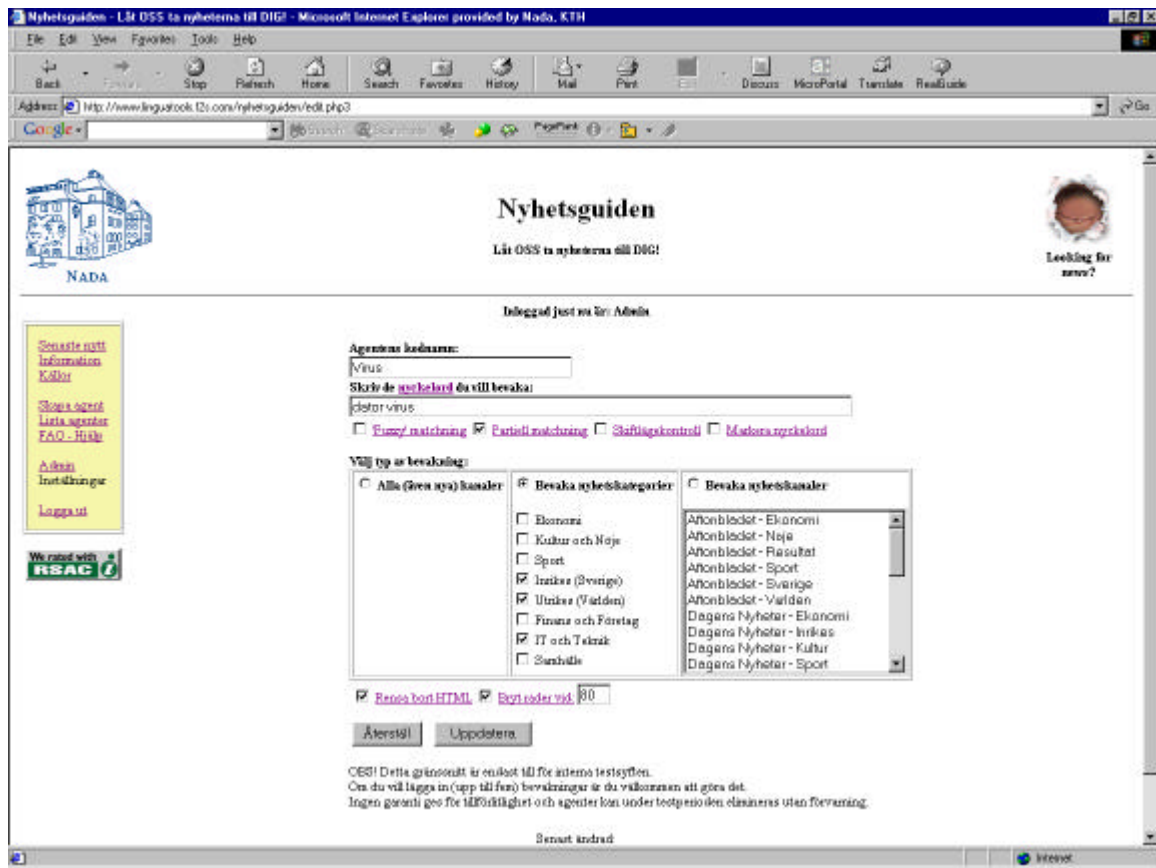 Nyhetsguiden - Låt OSS ta nyheterna till DIG! - Microsoft Internet Explorer provided by Nada, KTH
File Edit View Favorites Tools Help
Back Forward Stop Refresh Home Search Favorites History Mail Print Edit Discuss MicroPortal Translate RealGuide
Address http://www.linguatools.f2s.com/nyhetsguiden/edit.php3 Go
Google Search PageRank
Nyhetsguiden
Låt OSS ta nyheterna till DIG!
NADA
Looking for
news?
Inloggad just nu är: Admin
Senaste nytt
Information
Källor
Skapa agent
Lista agenter
FAQ - Hjälp
Admin
Inställningar
Logga ut
We rated with
RSAC i
Agentens kodnamn:
Virus
Skriv de nyckelord du vill bevaka:
dator virus
'Fuzzy' matchning Partiell matchning Skiftlägskontroll Markera nyckelord
Välj typ av bevakning:
Alla (även nya) kanaler Bevaka nyhetskategorier Bevaka nyhetskanaler
Ekonomi
Kultur och Nöje
Sport
Inrikes (Sverige)
Utrikes (Världen)
Finans och Företag
IT och Teknik
Samhälle
Aftonbladet - Ekonomi
Aftonbladet - Nöje
Aftonbladet - Resultat
Aftonbladet - Sport
Aftonbladet - Sverige
Aftonbladet - Världen
Dagens Nyheter - Ekonomi
Dagens Nyheter - Inrikes
Dagens Nyheter - Kultur
Dagens Nyheter - Sport
Rensa bort HTML Bryt rader vid: 80
Återställ Uppdatera
OBS! Detta gränssnitt är endast till för interna testsyften.
Om du vill lägga in (upp till fem) bevakningar är du välkommen att göra det.
Ingen garanti ges för tillförlitlighet och agenter kan under testperioden elimineras utan förvarning.
Senast ändrad
Internet